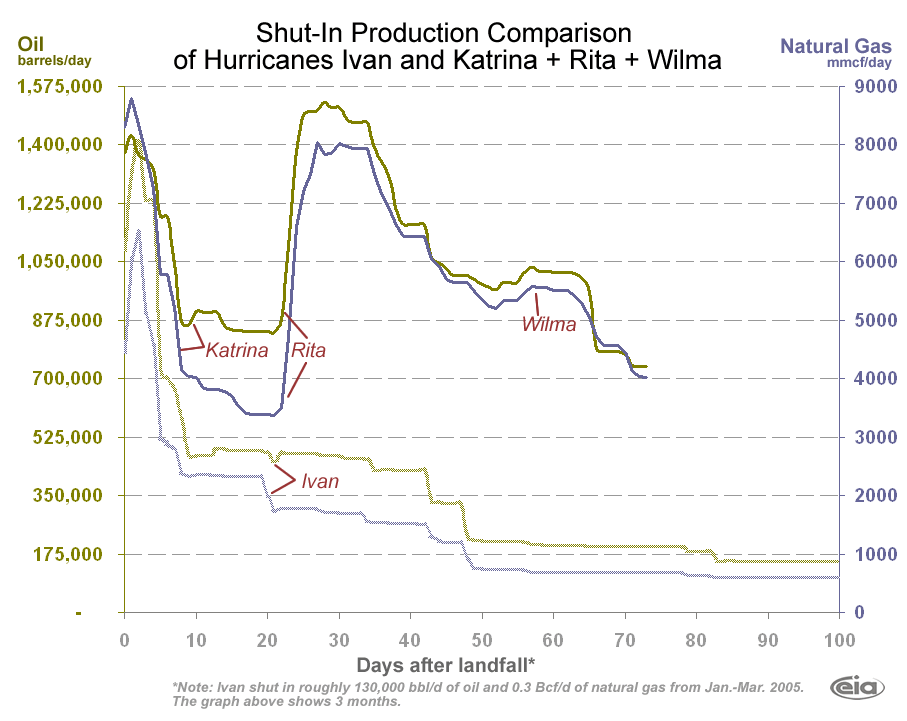 Shut-In Production Comparison
of Hurricanes Ivan and Katrina + Rita + Wilma
Oil
barrels/day
Natural Gas
mmcf/day
1,575,000
9000
1,400,000
8000
1,225,000
7000
1,050,000
6000
875,000
5000
Wilma
Katrina
Rita
700,000
4000
525,000
3000
Ivan
350,000
2000
175,000
1000
-
0
0 10 20 30 40 50 60 70 80 90 100
Days after landfall*
*Note: Ivan shut in roughly 130,000 bbl/d of oil and 0.3 Bcf/d of natural gas from Jan.-Mar. 2005.
The graph above shows 3 months.
eia